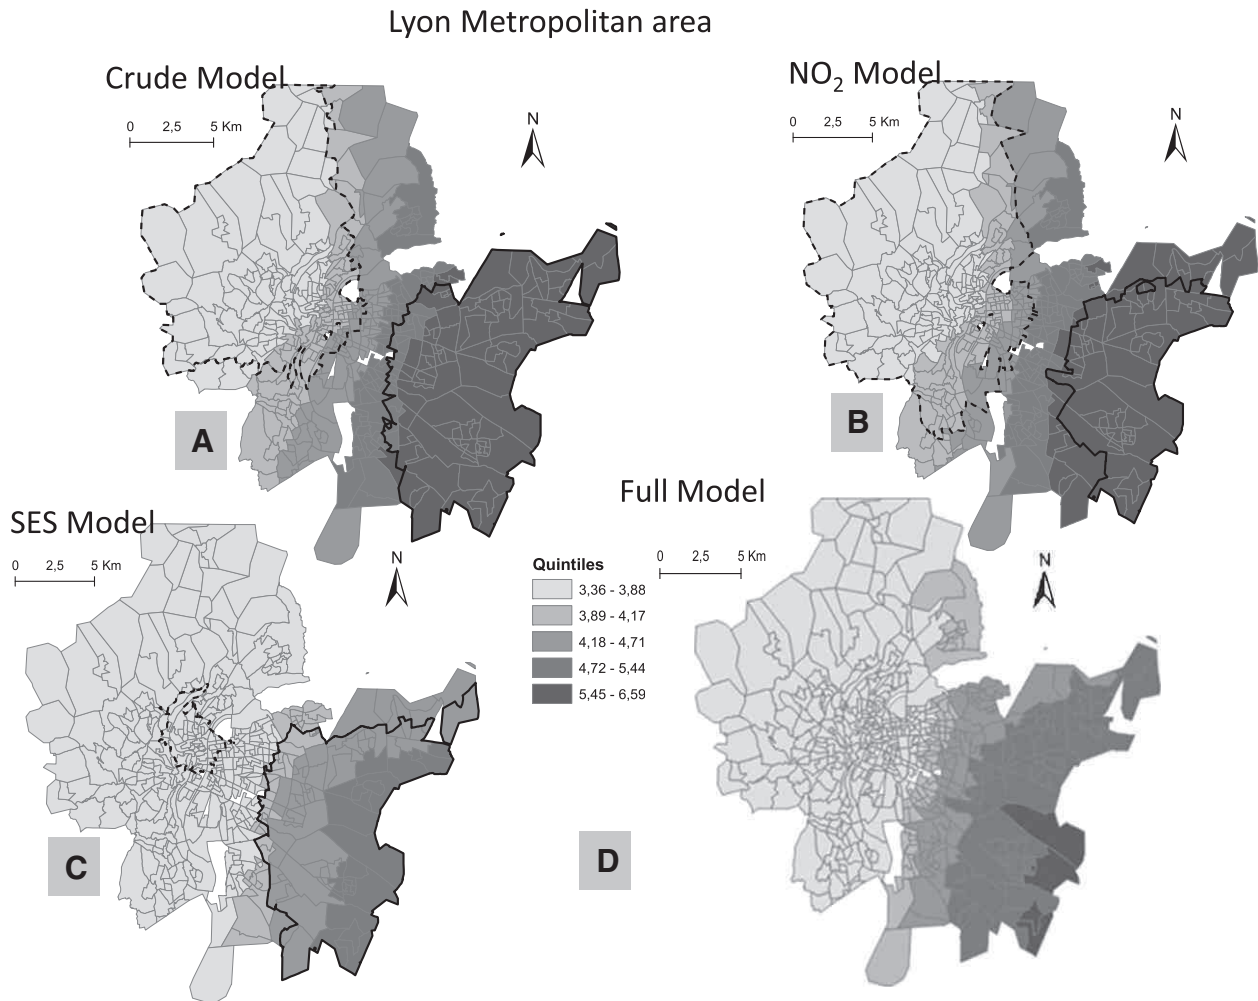 Lyon Metropolitan area
Crude Model
0 2,5 5 Km
N
A
NO₂ Model
0 2,5 5 Km
N
B
SES Model
0 2,5 5 Km
N
C
Quintiles
3,36 - 3,88
3,89 - 4,17
4,18 - 4,71
4,72 - 5,44
5,45 - 6,59
Full Model
0 2,5 5 Km
N
D